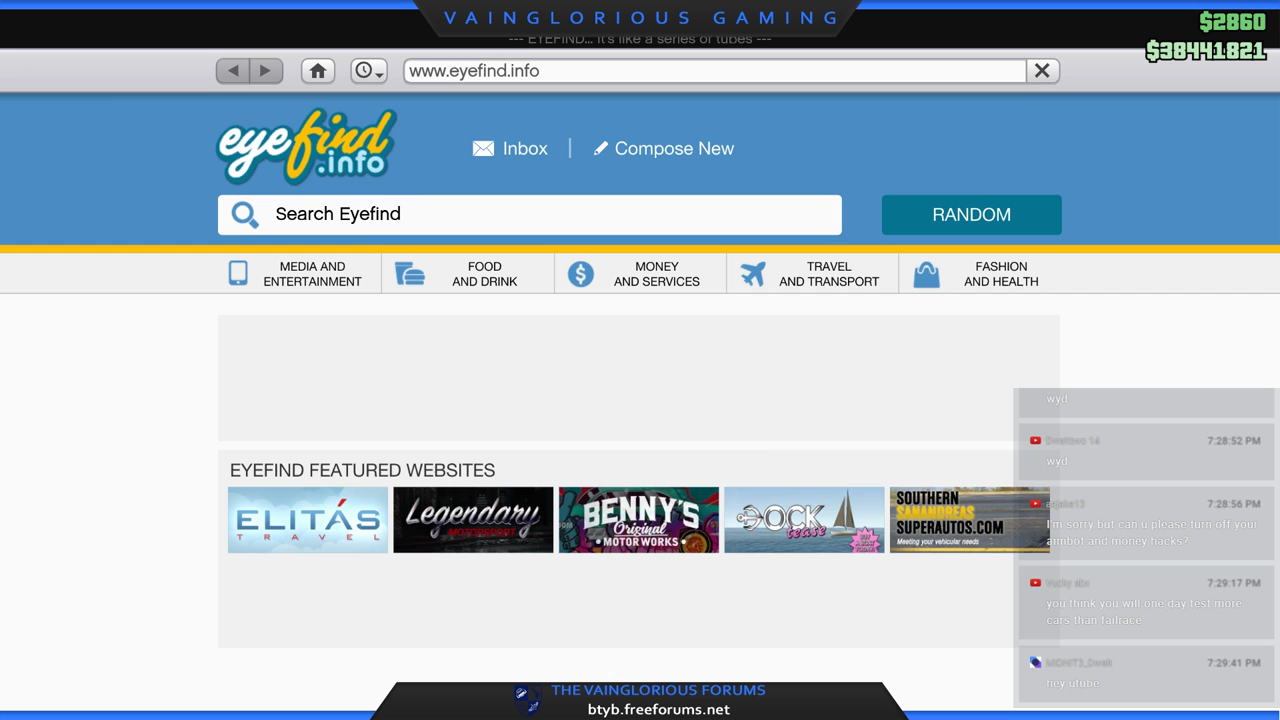 VAINGLORIOUS GAMING
$2860
--- EYEFIND... It's like a series of tubes ---
$38441821
www.eyefind.info
eyefind
.info
Inbox
Compose New
Search Eyefind
RANDOM
MEDIA AND
ENTERTAINMENT
FOOD
AND DRINK
MONEY
AND SERVICES
TRAVEL
AND TRANSPORT
FASHION
AND HEALTH
EYEFIND FEATURED WEBSITES
ELITÁS
TRAVEL
Legendary
MOTORSPORT
BENNY'S
Original
MOTORWORKS
DOCK
tease
SOUTHERN
SANANDREAS
SUPERAUTOS.COM
Meeting your vehicular needs
wyd
7:28:52 PM
wyd
7:28:56 PM
I'm sorry but can u please turn off your
aimbot and money hacks?
7:29:17 PM
you think you will one day test more
cars than failrace
7:29:41 PM
hey utube
THE VAINGLORIOUS FORUMS
btyb.freeforums.net